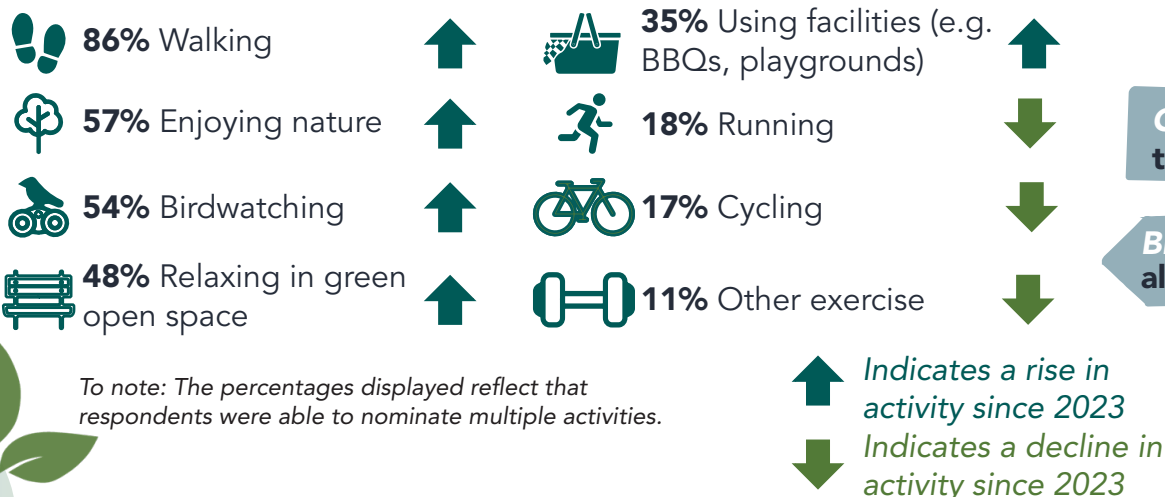 86% Walking
57% Enjoying nature
54% Birdwatching
48% Relaxing in green
open space
35% Using facilities (e.g.
BBQs, playgrounds)
18% Running
17% Cycling
11% Other exercise
To note: The percentages displayed reflect that
respondents were able to nominate multiple activities.
Indicates a rise in
activity since 2023
Indicates a decline in
activity since 2023